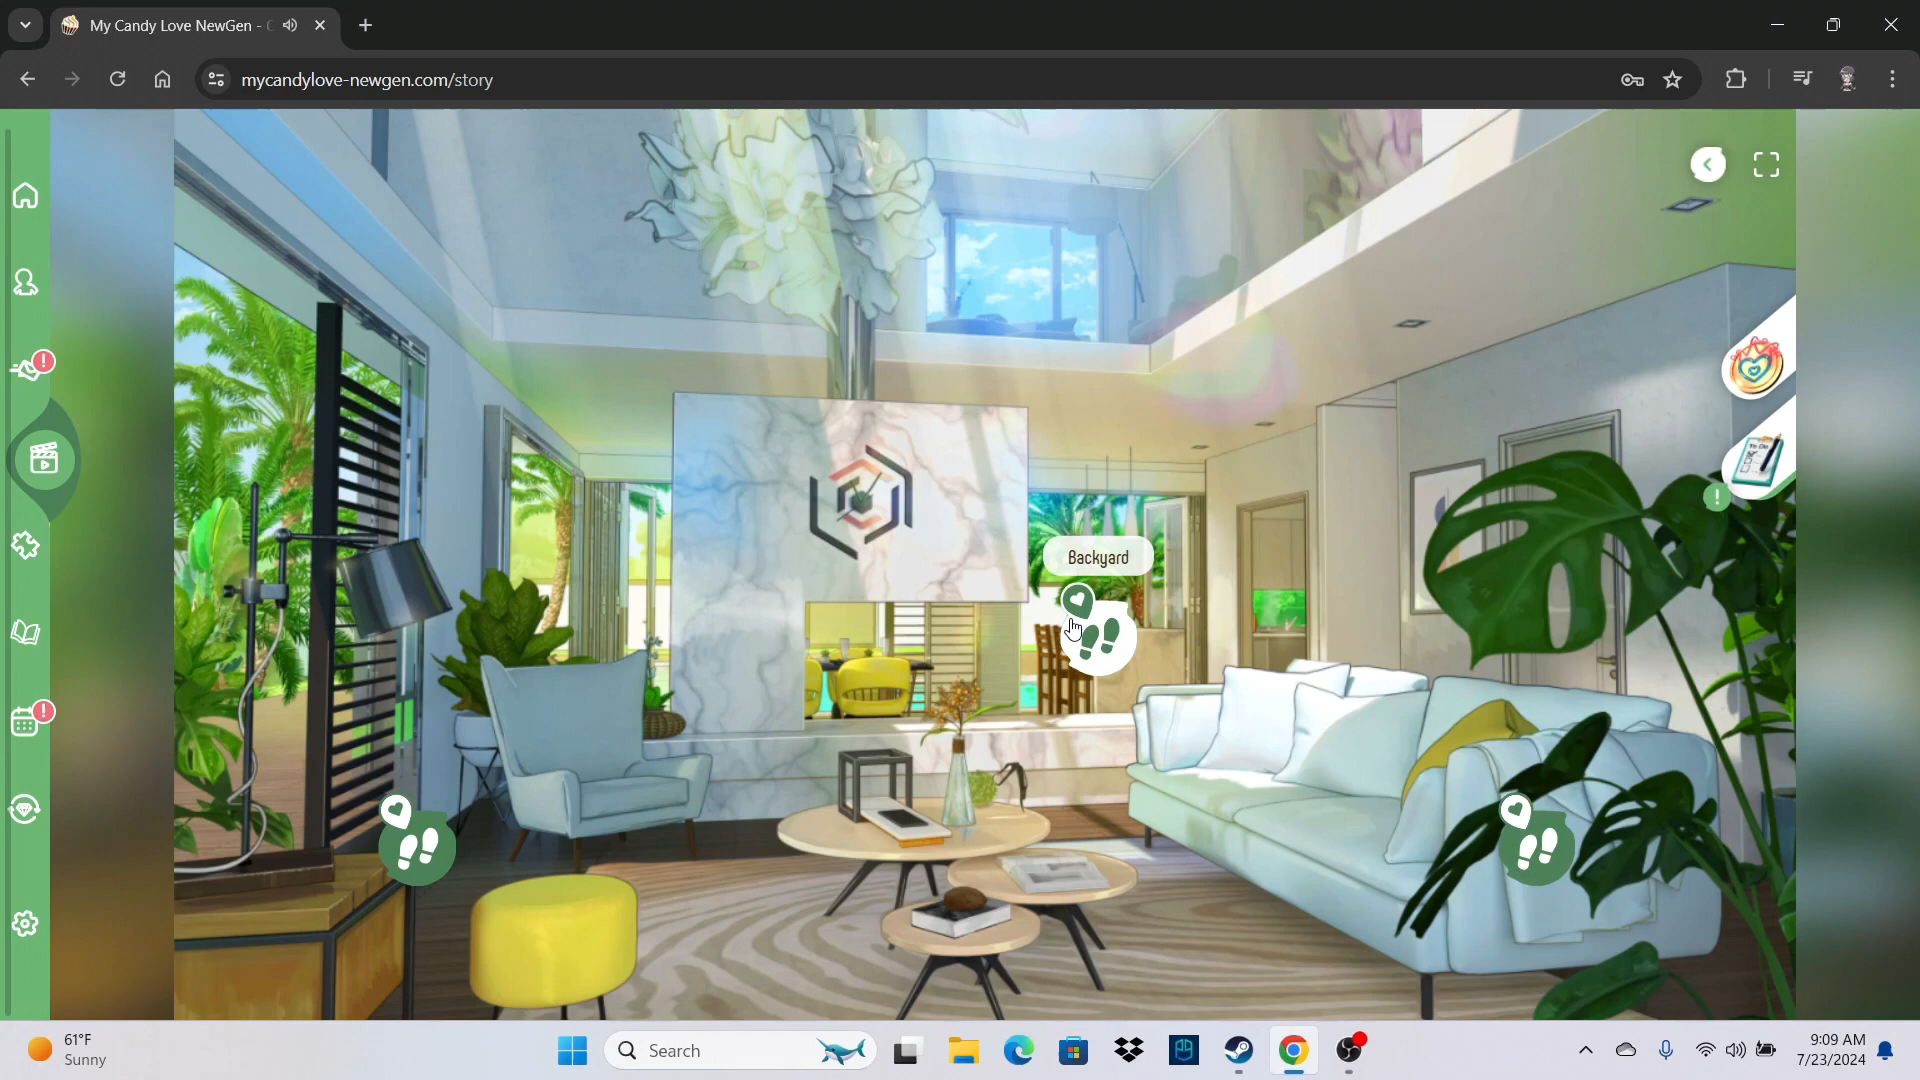 My Candy Love NewGen -
mycandylove-newgen.com/story
Backyard
61°F
Sunny
Search
9:09 AM
7/23/2024